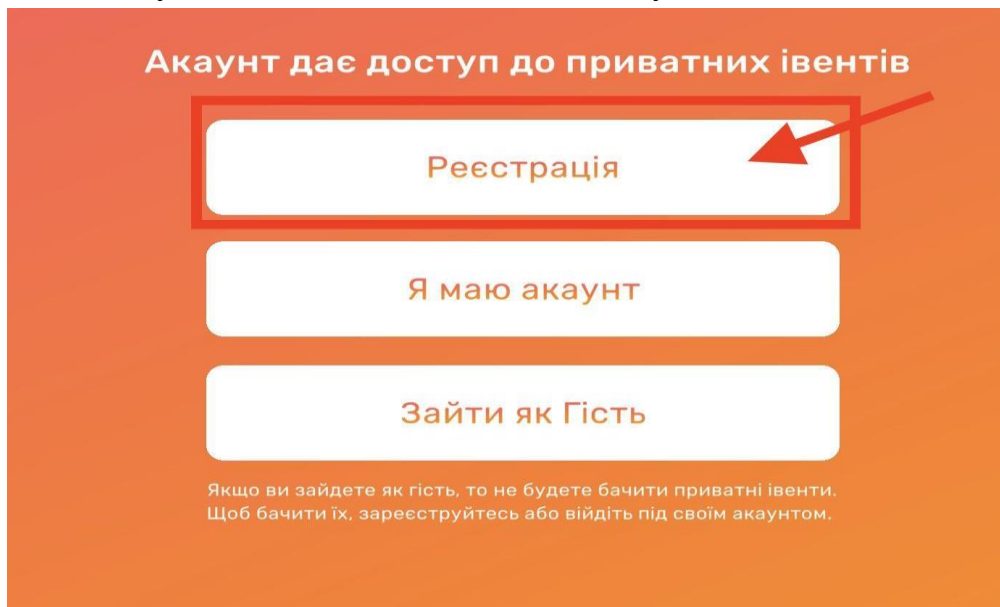 Акаунт дає доступ до приватних івентів
Реєстрація
Я маю акаунт
Зайти як Гість
Якщо ви зайдете як гість, то не будете бачити приватні івенти.
Щоб бачити їх, зареєструйтесь або війдіть під своїм акаунтом.